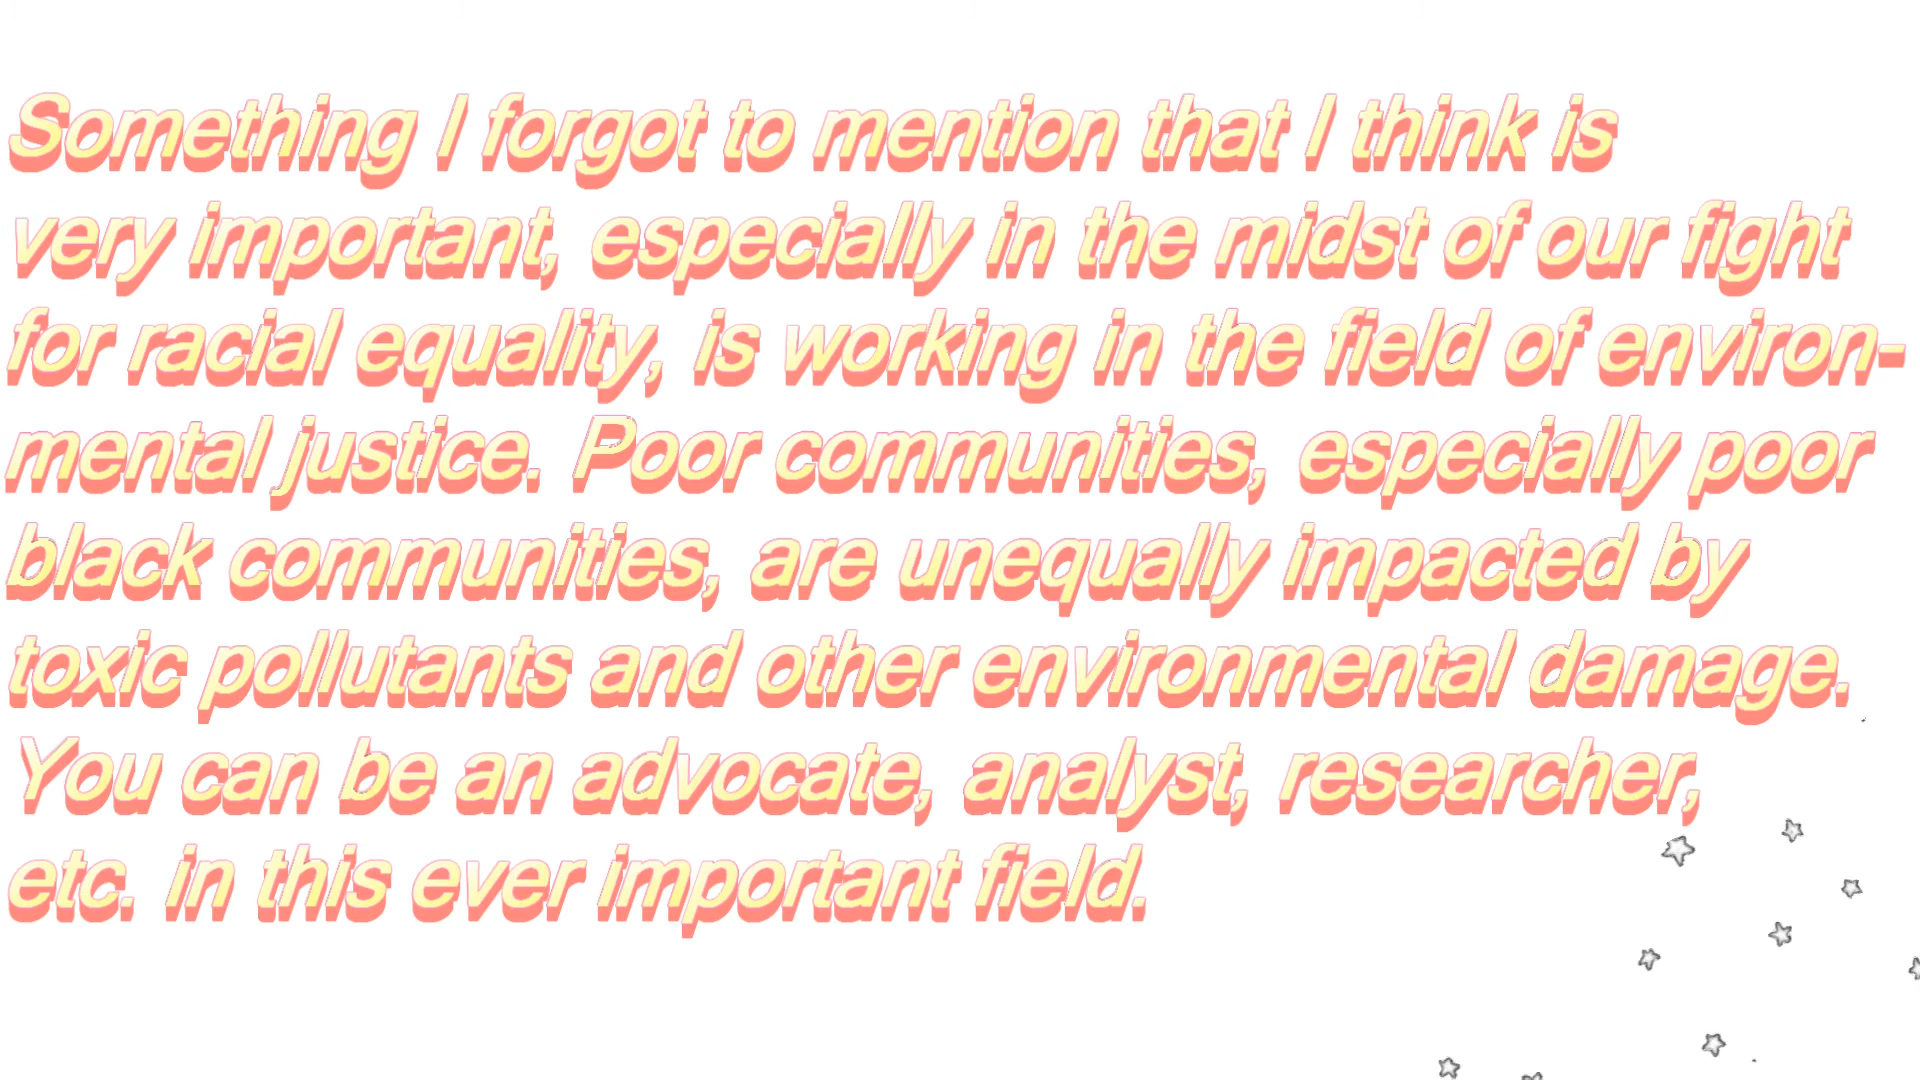 Something I forgot to mention that I think is
very important, especially in the midst of our fight
for racial equality, is working in the field of environ-
mental justice. Poor communities, especially poor
black communities, are unequally impacted by
toxic pollutants and other environmental damage.
You can be an advocate, analyst, researcher,
etc. in this ever important field.